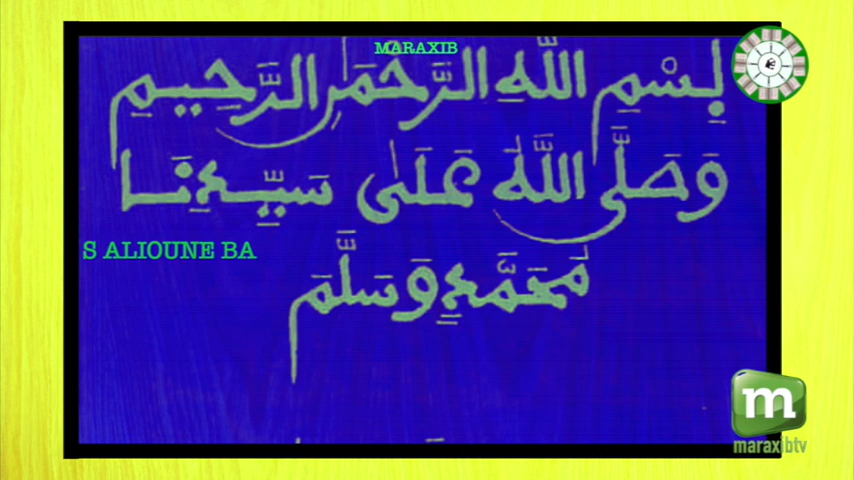 MARAXIB
بِسْمِ اللَّهِ الرَّحْمَٰنِ الرَّحِيمِ
وَصَلَّى اللَّهُ عَلَى سَيِّدِنَا
S ALIOUNE BA
مُحَمَّدٍ وَسَلَّمَ
m
maraxibtv